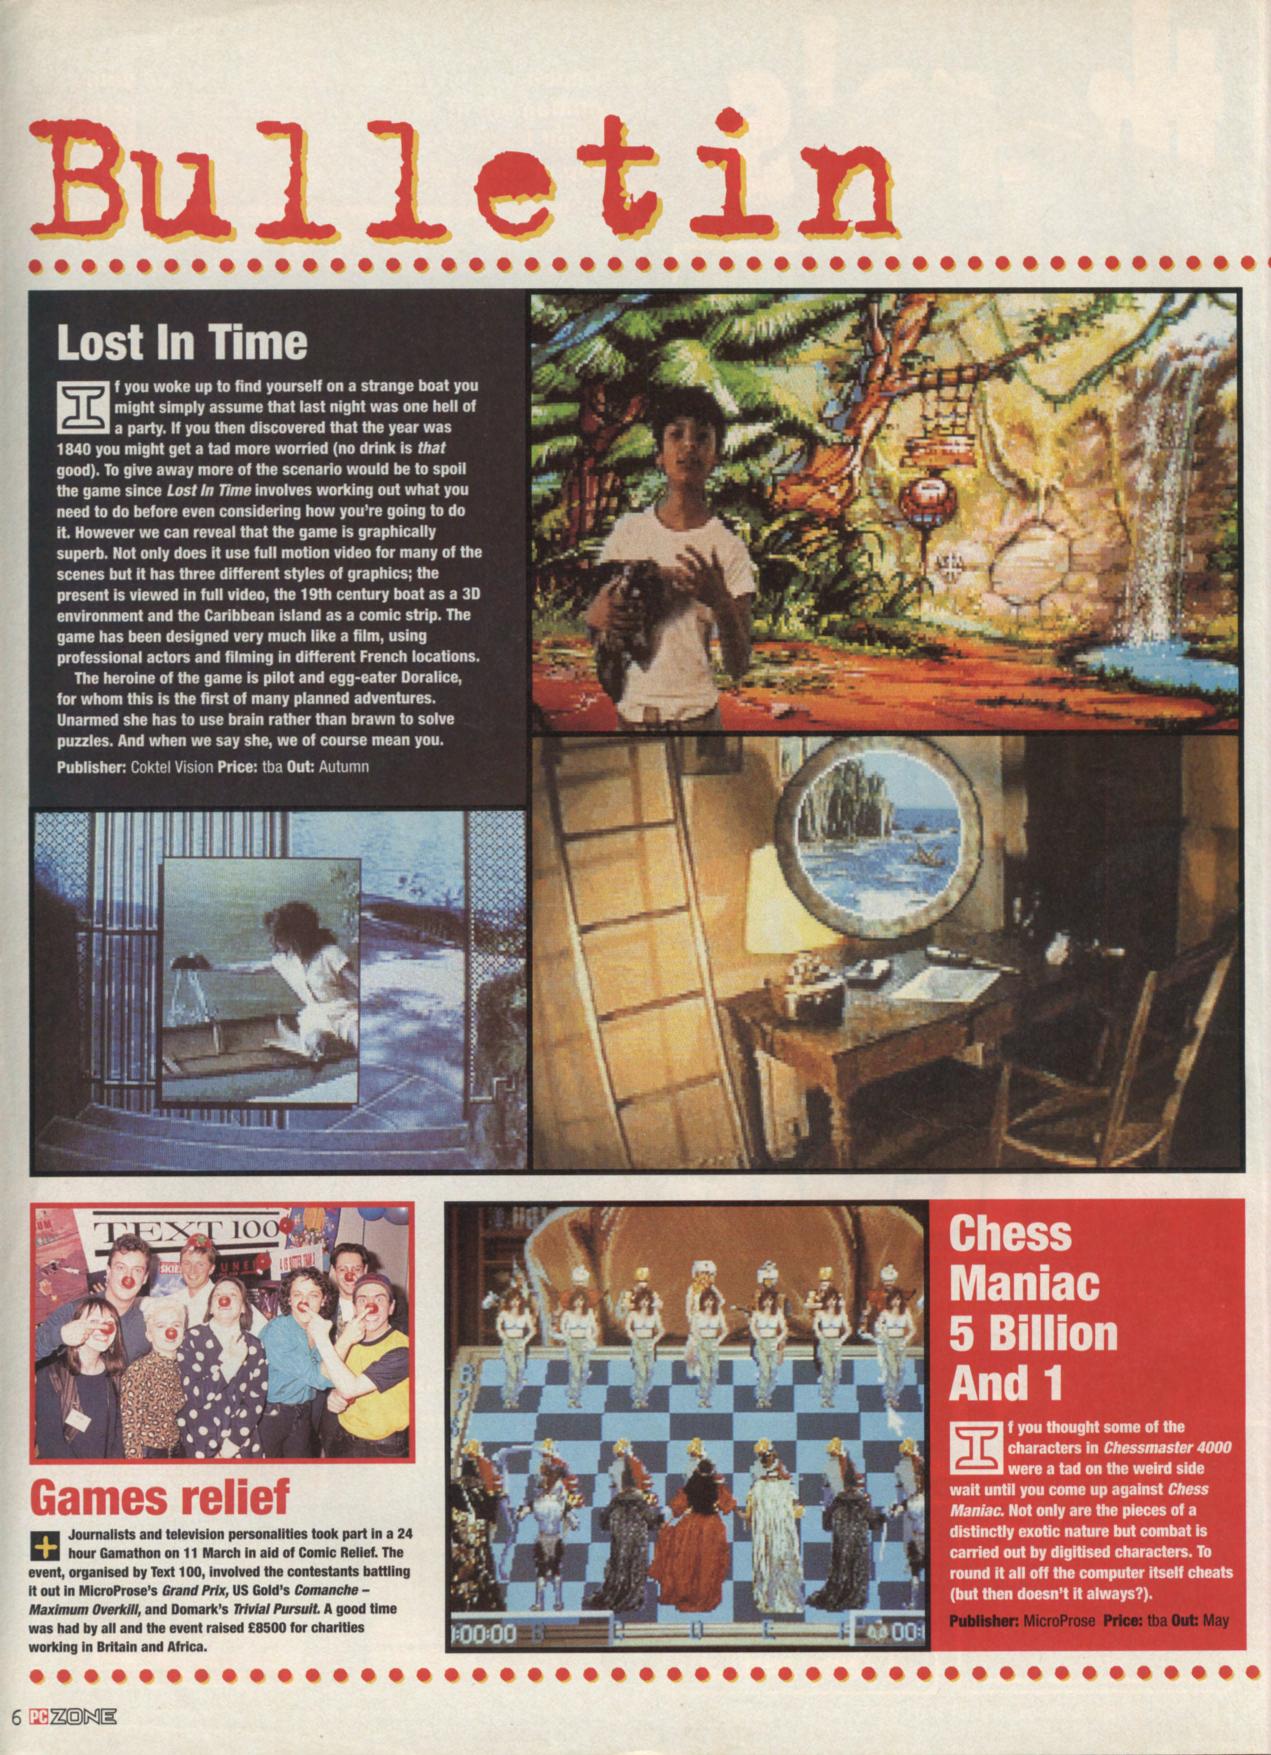 Bulletin
Lost In Time
If you woke up to find yourself on a strange boat you
might simply assume that last night was one hell of
a party. If you then discovered that the year was
1840 you might get a tad more worried (no drink is that
good). To give away more of the scenario would be to spoil
the game since Lost In Time involves working out what you
need to do before even considering how you're going to do
it. However we can reveal that the game is graphically
superb. Not only does it use full motion video for many of the
scenes but it has three different styles of graphics; the
present is viewed in full video, the 19th century boat as a 3D
environment and the Caribbean island as a comic strip. The
game has been designed very much like a film, using
professional actors and filming in different French locations.
The heroine of the game is pilot and egg-eater Doralice,
for whom this is the first of many planned adventures.
Unarmed she has to use brain rather than brawn to solve
puzzles. And when we say she, we of course mean you.
Publisher: Coktel Vision Price: tba Out: Autumn
TEXT 100
Games relief
Journalists and television personalities took part in a 24
hour Gamathon on 11 March in aid of Comic Relief. The
event, organised by Text 100, involved the contestants battling
it out in MicroProse's Grand Prix, US Gold's Comanche –
Maximum Overkill, and Domark's Trivial Pursuit. A good time
was had by all and the event raised £8500 for charities
working in Britain and Africa.
:00:00
00:
Chess
Maniac
5 Billion
And 1
If you thought some of the
characters in Chessmaster 4000
were a tad on the weird side
wait until you come up against Chess
Maniac. Not only are the pieces of a
distinctly exotic nature but combat is
carried out by digitised characters. To
round it all off the computer itself cheats
(but then doesn't it always?).
Publisher: MicroProse Price: tba Out: May
6 PC ZONE